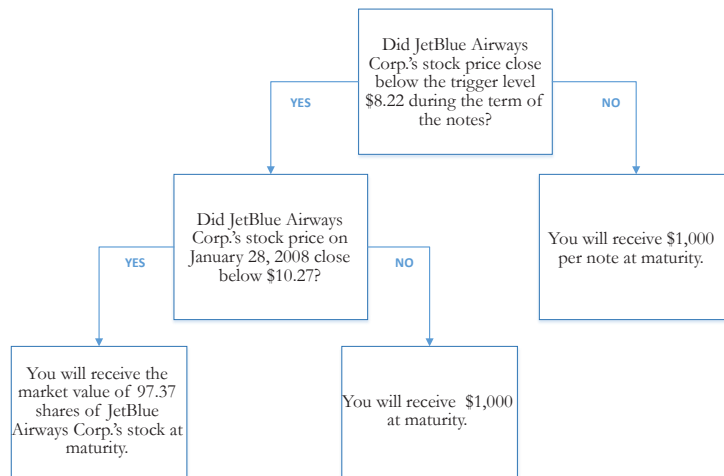 Did JetBlue Airways
Corp.'s stock price close
below the trigger level
$8.22 during the term of
the notes?
YES
NO
Did JetBlue Airways
Corp.'s stock price on
January 28, 2008 close
below $10.27?
You will receive $1,000
per note at maturity.
YES
NO
You will receive the
market value of 97.37
shares of JetBlue
Airways Corp.'s stock at
maturity.
You will receive $1,000
at maturity.